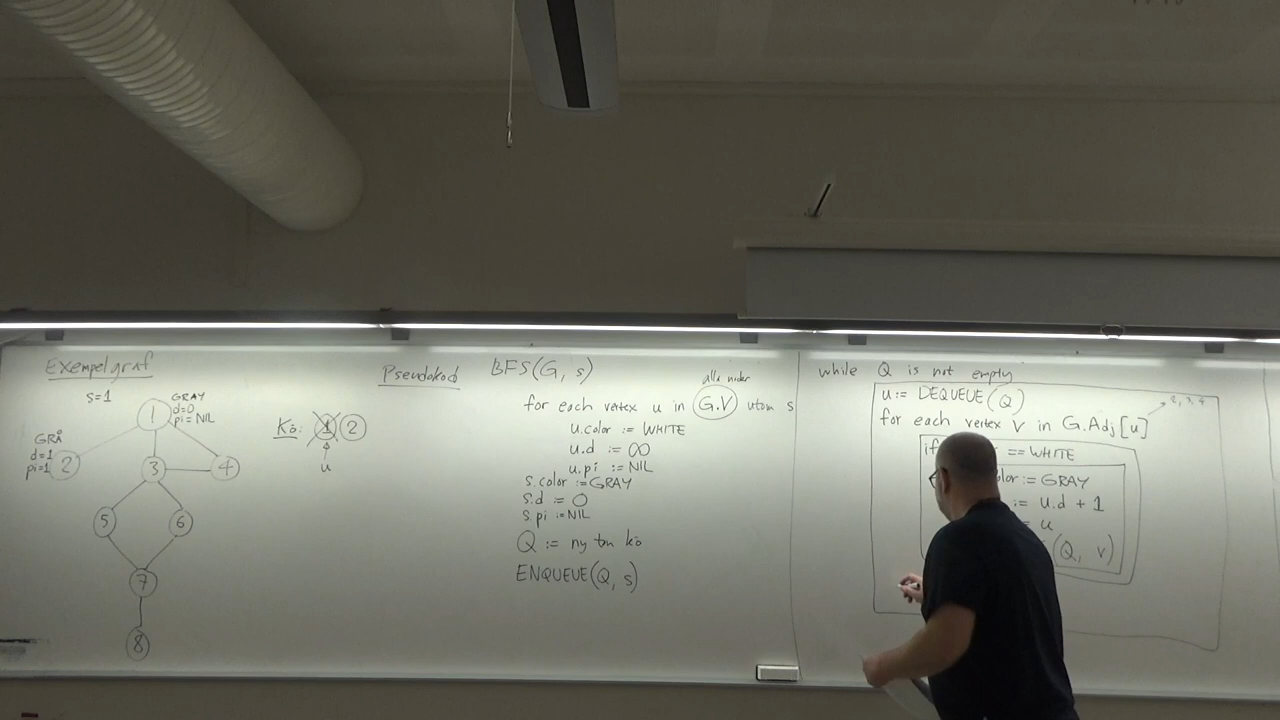 Exempelgraf
s=1
GRAY
d=0
pi=NIL
1
GRÅ
d=1
pi=1
2
3
4
5
6
7
8
Kö: 1 2
u
Pseudokod
BFS(G, s)
alla noder
for each vertex u in G.V utom s
u.color := WHITE
u.d := ∞
u.pi := NIL
s.color := GRAY
s.d := 0
s.pi := NIL
Q := ny tom kö
ENQUEUE(Q, s)
while Q is not empty
u := DEQUEUE(Q)
2, 3, 4
for each vertex v in G.Adj[u]
if == WHITE
:= GRAY
:= u.d + 1
= u
(Q, v)